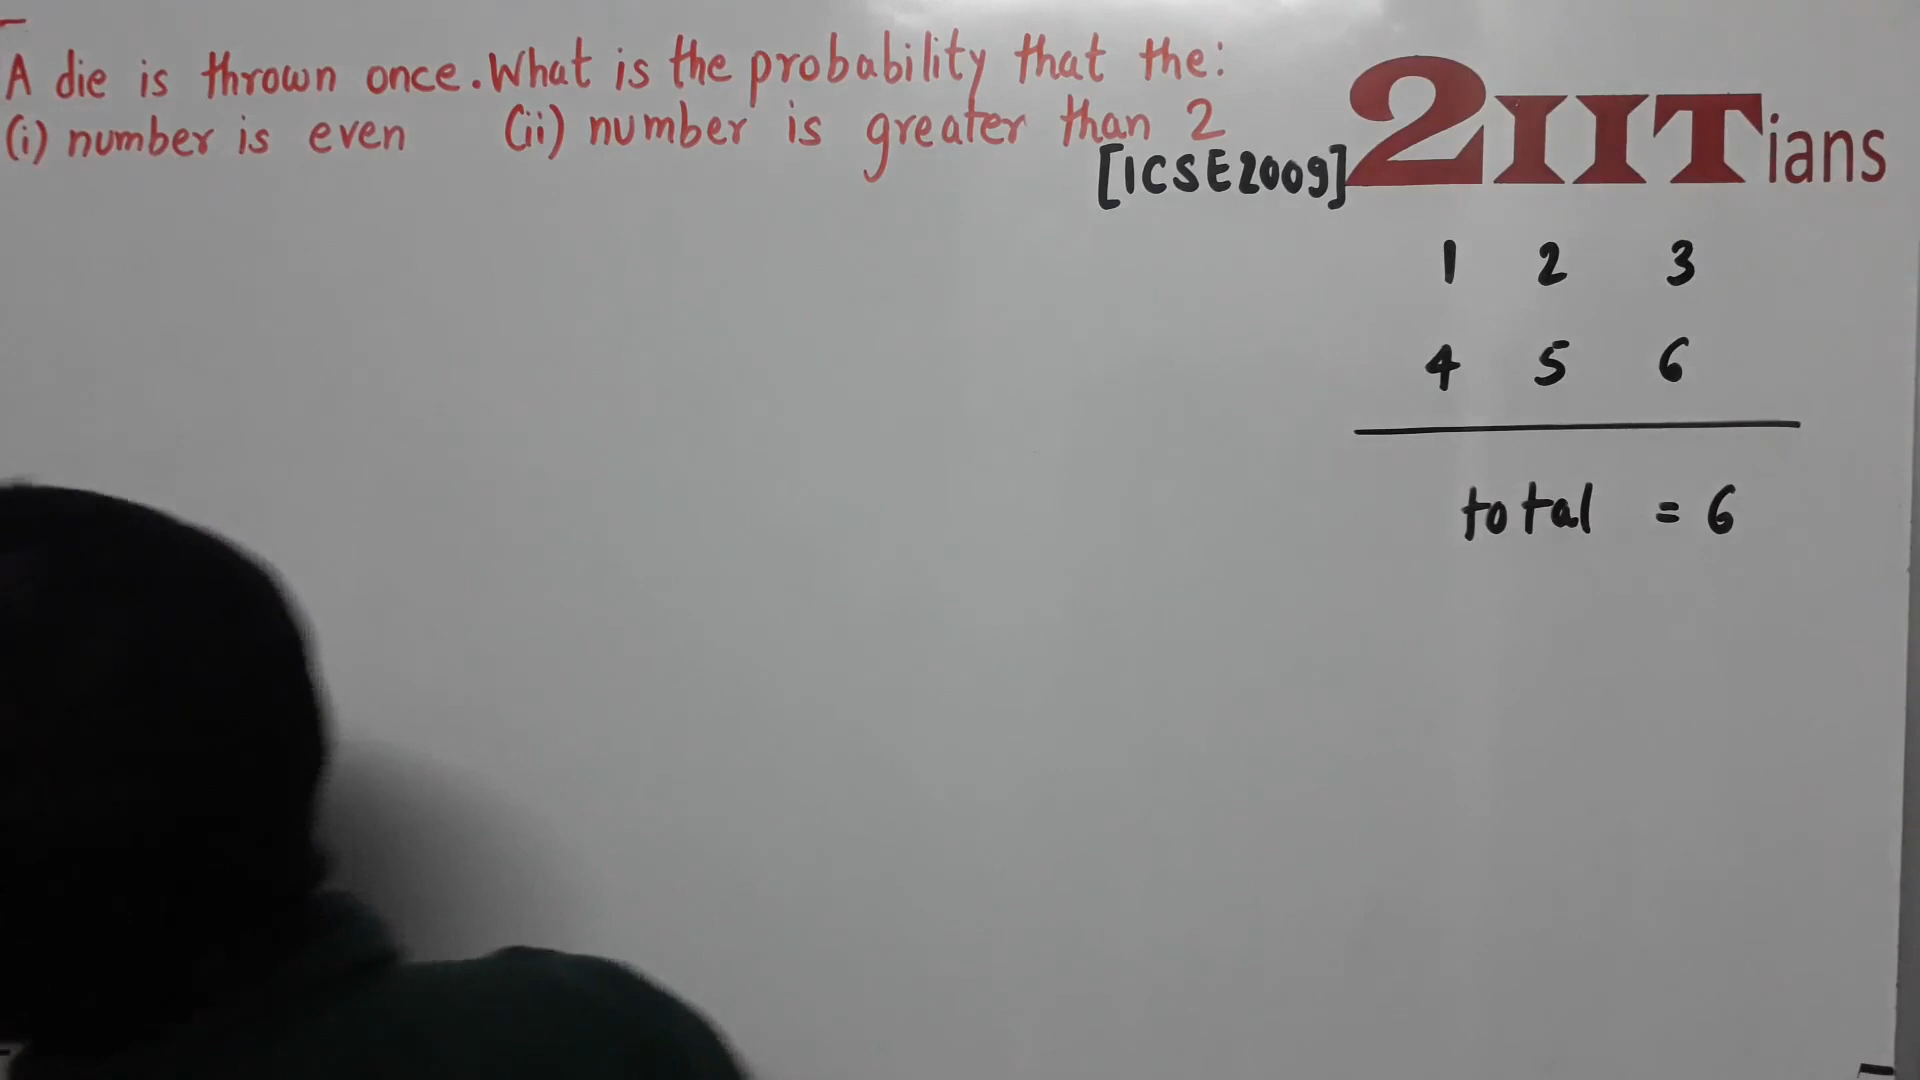 A die is thrown once. What is the probability that the:
(i) number is even (ii) number is greater than 2
[ICSE2009]
2IITians
1 2 3
4 5 6
total = 6